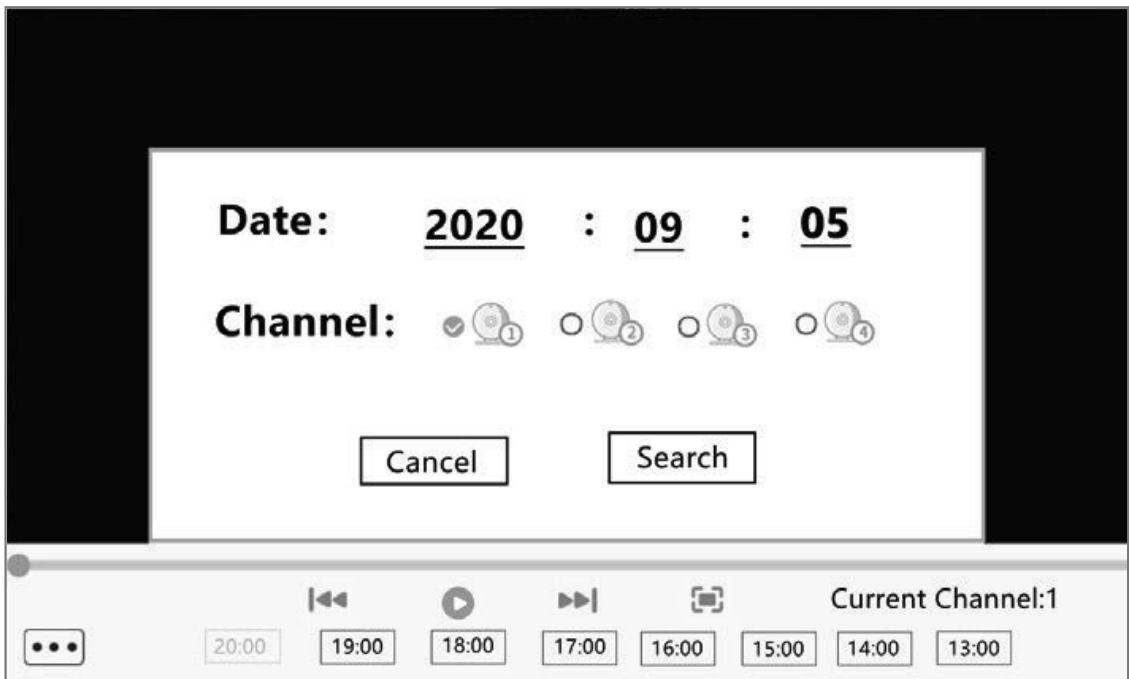 Date: 2020 : 09 : 05
Channel: 1 2 3 4
Cancel Search
Current Channel:1
20:00 19:00 18:00 17:00 16:00 15:00 14:00 13:00